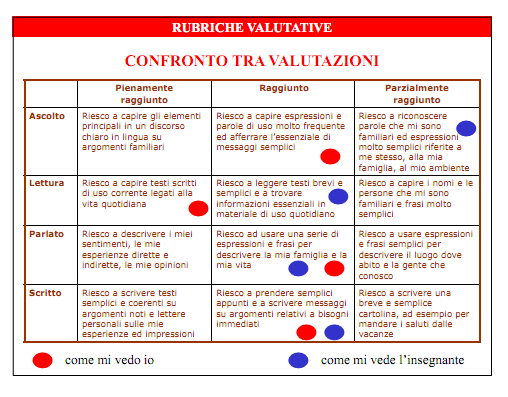 RUBRICHE VALUTATIVE
CONFRONTO TRA VALUTAZIONI
Pienamente
raggiunto
Raggiunto
Parzialmente
raggiunto
Ascolto
Riesco a capire gli elementi
principali in un discorso
chiaro in lingua su
argomenti familiari
Riesco a capire espressioni e
parole di uso molto frequente
ed afferrare l'essenziale di
messaggi semplici
Riesco a riconoscere
parole che mi sono
familiari ed espressioni
molto semplici riferite a
me stesso, alla mia
famiglia, al mio ambiente
Lettura
Riesco a capire testi scritti
di uso corrente legati alla
vita quotidiana
Riesco a leggere testi brevi e
semplici e a trovare
informazioni essenziali in
materiale di uso quotidiano
Riesco a capire i nomi e le
persone che mi sono
familiari e frasi molto
semplici
Parlato
Riesco a descrivere i miei
sentimenti, le mie
esperienze dirette e
indirette, le mie opinioni
Riesco ad usare una serie di
espressioni e frasi per
descrivere la mia famiglia e la
mia vita
Riesco a usare espressioni
e frasi semplici per
descrivere il luogo dove
abito e la gente che
conosco
Scritto
Riesco a scrivere testi
semplici e coerenti su
argomenti noti e lettere
personali sulle mie
esperienze ed impressioni
Riesco a prendere semplici
appunti e a scrivere messaggi
su argomenti relativi a bisogni
immediati
Riesco a scrivere una
breve e semplice
cartolina, ad esempio per
mandare i saluti dalle
vacanze
come mi vedo io
come mi vede l'insegnante